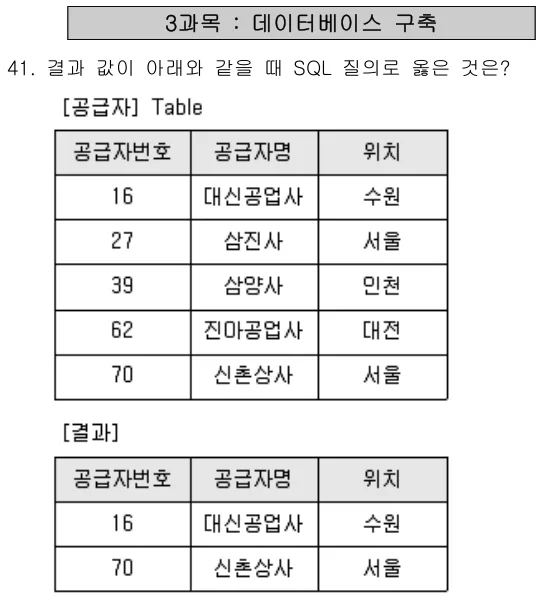 3과목 : 데이터베이스 구축
41. 결과 값이 아래와 같을 때 SQL 질의로 옳은 것은?
[공급자] Table
공급자번호 공급자명 위치
16 대신공업사 수원
27 삼진사 서울
39 삼양사 인천
62 진아공업사 대전
70 신촌상사 서울
[결과]
공급자번호 공급자명 위치
16 대신공업사 수원
70 신촌상사 서울